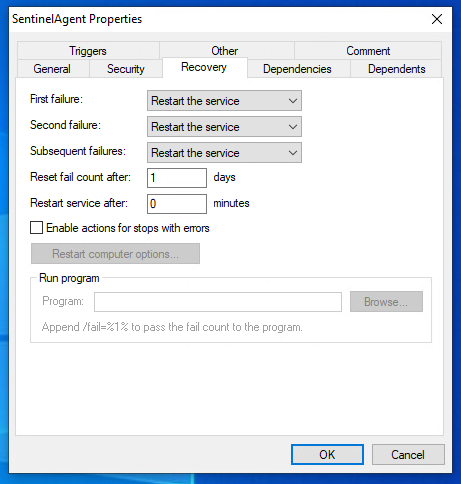 SentinelAgent Properties
Triggers Other Comment
General Security Recovery Dependencies Dependents
First failure: Restart the service
Second failure: Restart the service
Subsequent failures: Restart the service
Reset fail count after: 1 days
Restart service after: 0 minutes
Enable actions for stops with errors
Restart computer options...
Run program
Program: Browse...
Append /fail=%1% to pass the fail count to the program.
OK Cancel